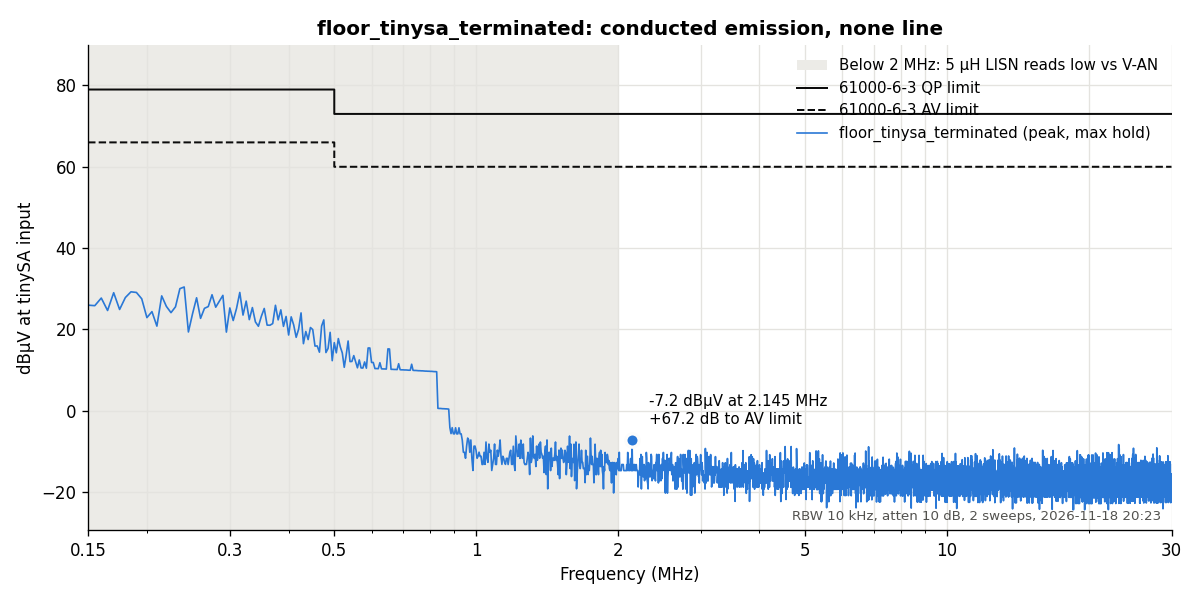 floor_tinysa_terminated: conducted emission, none line
Below 2 MHz: 5 µH LISN reads low vs V-AN
61000-6-3 QP limit
61000-6-3 AV limit
floor_tinysa_terminated (peak, max hold)
dBµV at tinySA input
80
60
40
20
0
−20
-7.2 dBµV at 2.145 MHz
+67.2 dB to AV limit
RBW 10 kHz, atten 10 dB, 2 sweeps, 2026-11-18 20:23
0.15
0.3
0.5
1
2
5
10
30
Frequency (MHz)